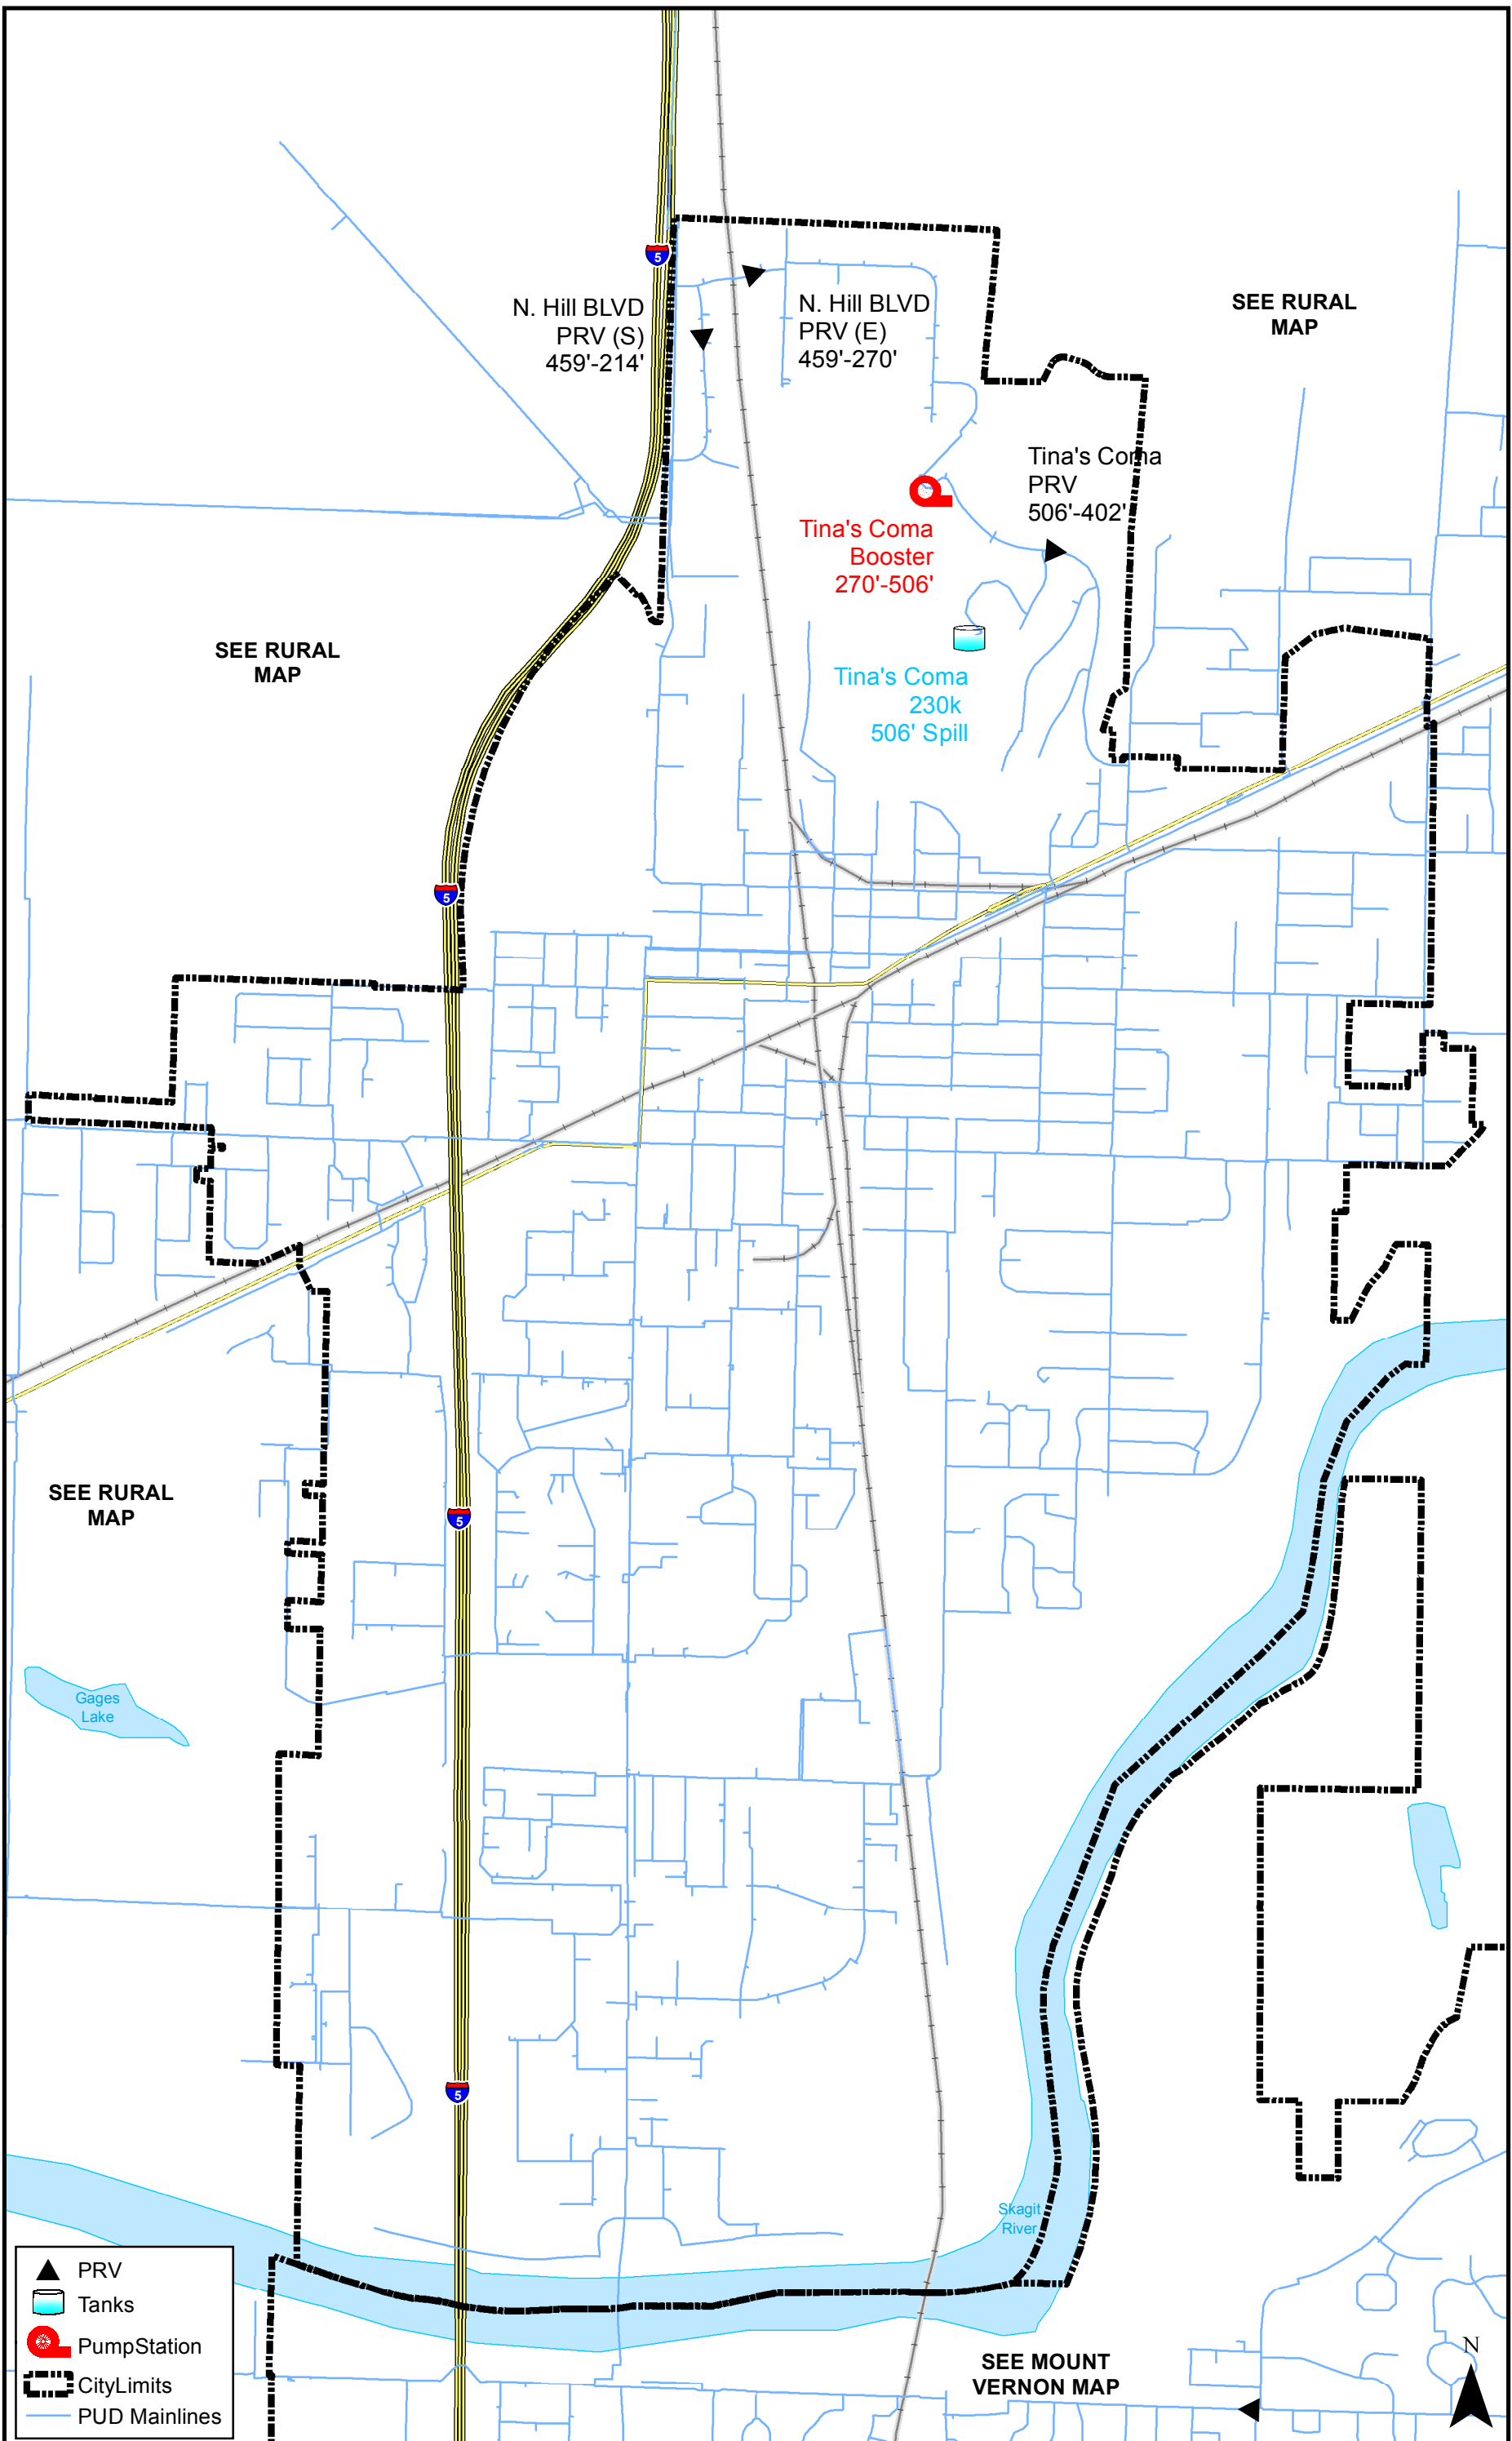 5
N. Hill BLVD
PRV (S)
459'-214'
N. Hill BLVD
PRV (E)
459'-270'
SEE RURAL
MAP
Tina's Coma
PRV
506'-402'
Tina's Coma
Booster
270'-506'
SEE RURAL
MAP
Tina's Coma
230k
506' Spill
5
SEE RURAL
MAP
5
Gages
Lake
5
Skagit
River
PRV
Tanks
PumpStation
CityLimits
PUD Mainlines
SEE MOUNT
VERNON MAP
N